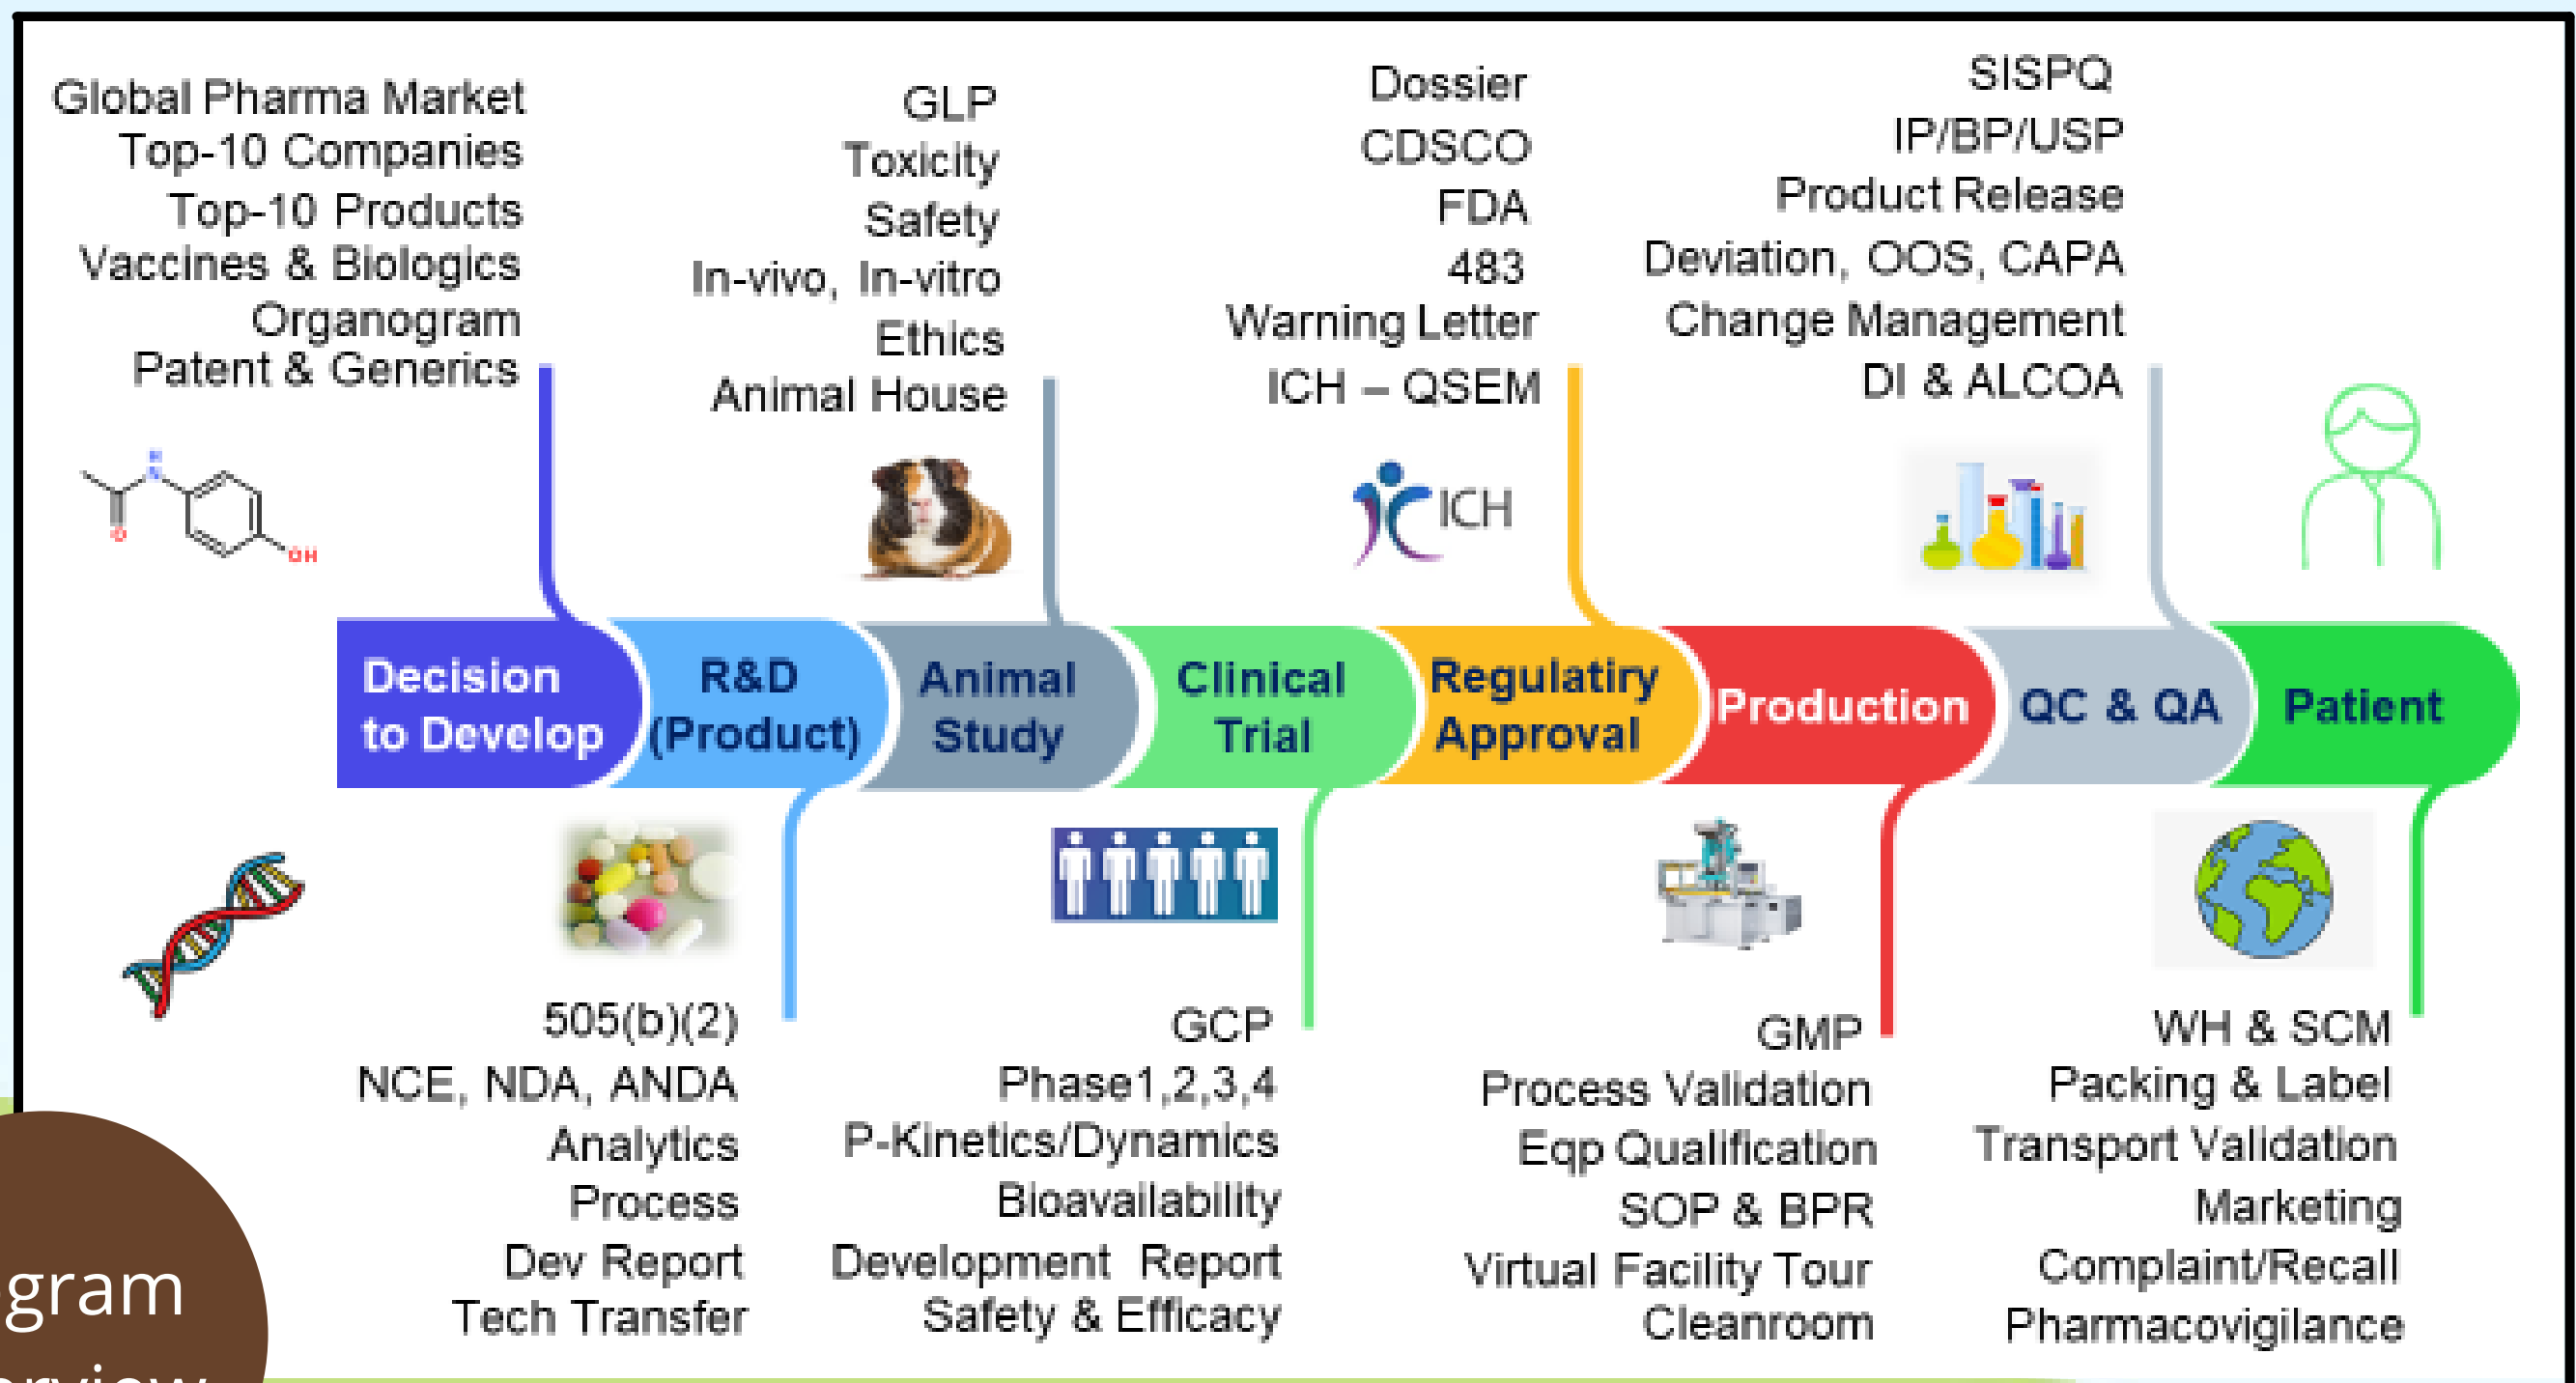 Global Pharma Market
Top-10 Companies
Top-10 Products
Vaccines & Biologics
Organogram
Patent & Generics
GLP
Toxicity
Safety
In-vivo, In-vitro
Ethics
Animal House
Dossier
CDSCO
FDA
483
Warning Letter
ICH – QSEM
SISPQ
IP/BP/USP
Product Release
Deviation, OOS, CAPA
Change Management
DI & ALCOA
H
N
O
OH
ICH
Decision
to Develop
R&D
(Product)
Animal
Study
Clinical
Trial
Regulatiry
Approval
Production
QC & QA
Patient
505(b)(2)
NCE, NDA, ANDA
Analytics
Process
Dev Report
Tech Transfer
GCP
Phase1,2,3,4
P-Kinetics/Dynamics
Bioavailability
Development Report
Safety & Efficacy
GMP
Process Validation
Eqp Qualification
SOP & BPR
Virtual Facility Tour
Cleanroom
WH & SCM
Packing & Label
Transport Validation
Marketing
Complaint/Recall
Pharmacovigilance
gram